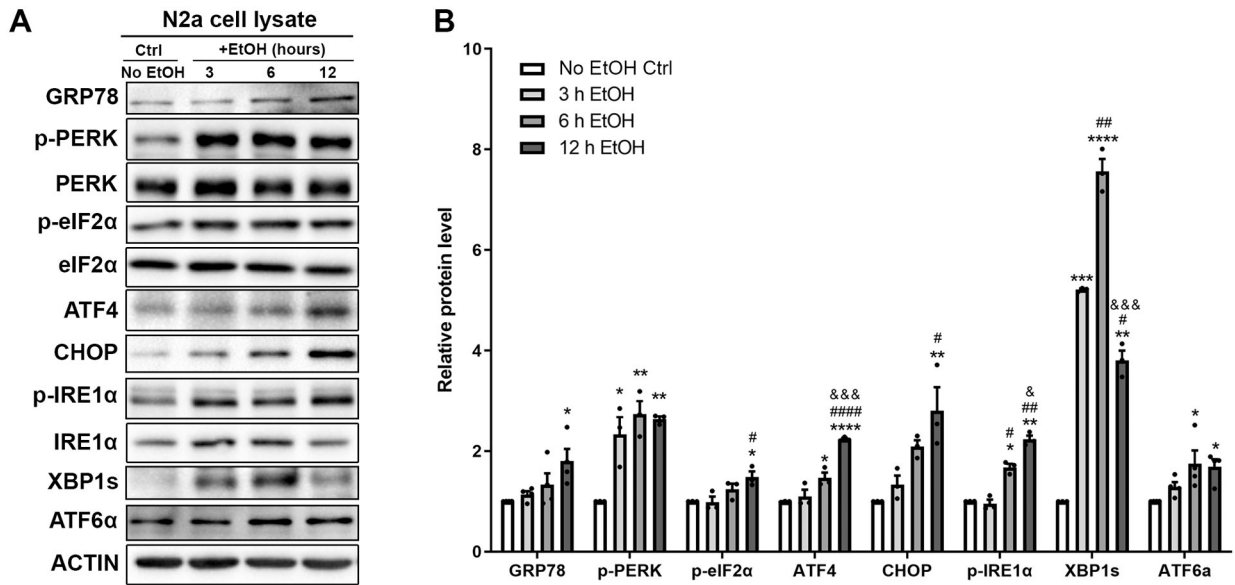 A
N2a cell lysate
Ctrl +EtOH (hours)
No EtOH 3 6 12
GRP78
p-PERK
PERK
p-eIF2α
eIF2α
ATF4
CHOP
p-IRE1α
IRE1α
XBP1s
ATF6α
ACTIN
B
Relative protein level
10
8
6
4
2
0
No EtOH Ctrl
3 h EtOH
6 h EtOH
12 h EtOH
*
* ** **
#
*
*
&&&
####
****
#
**
#
*
&
##
**
***
##
****
&&&
#
**
* *
GRP78 p-PERK p-eIF2α ATF4 CHOP p-IRE1α XBP1s ATF6a